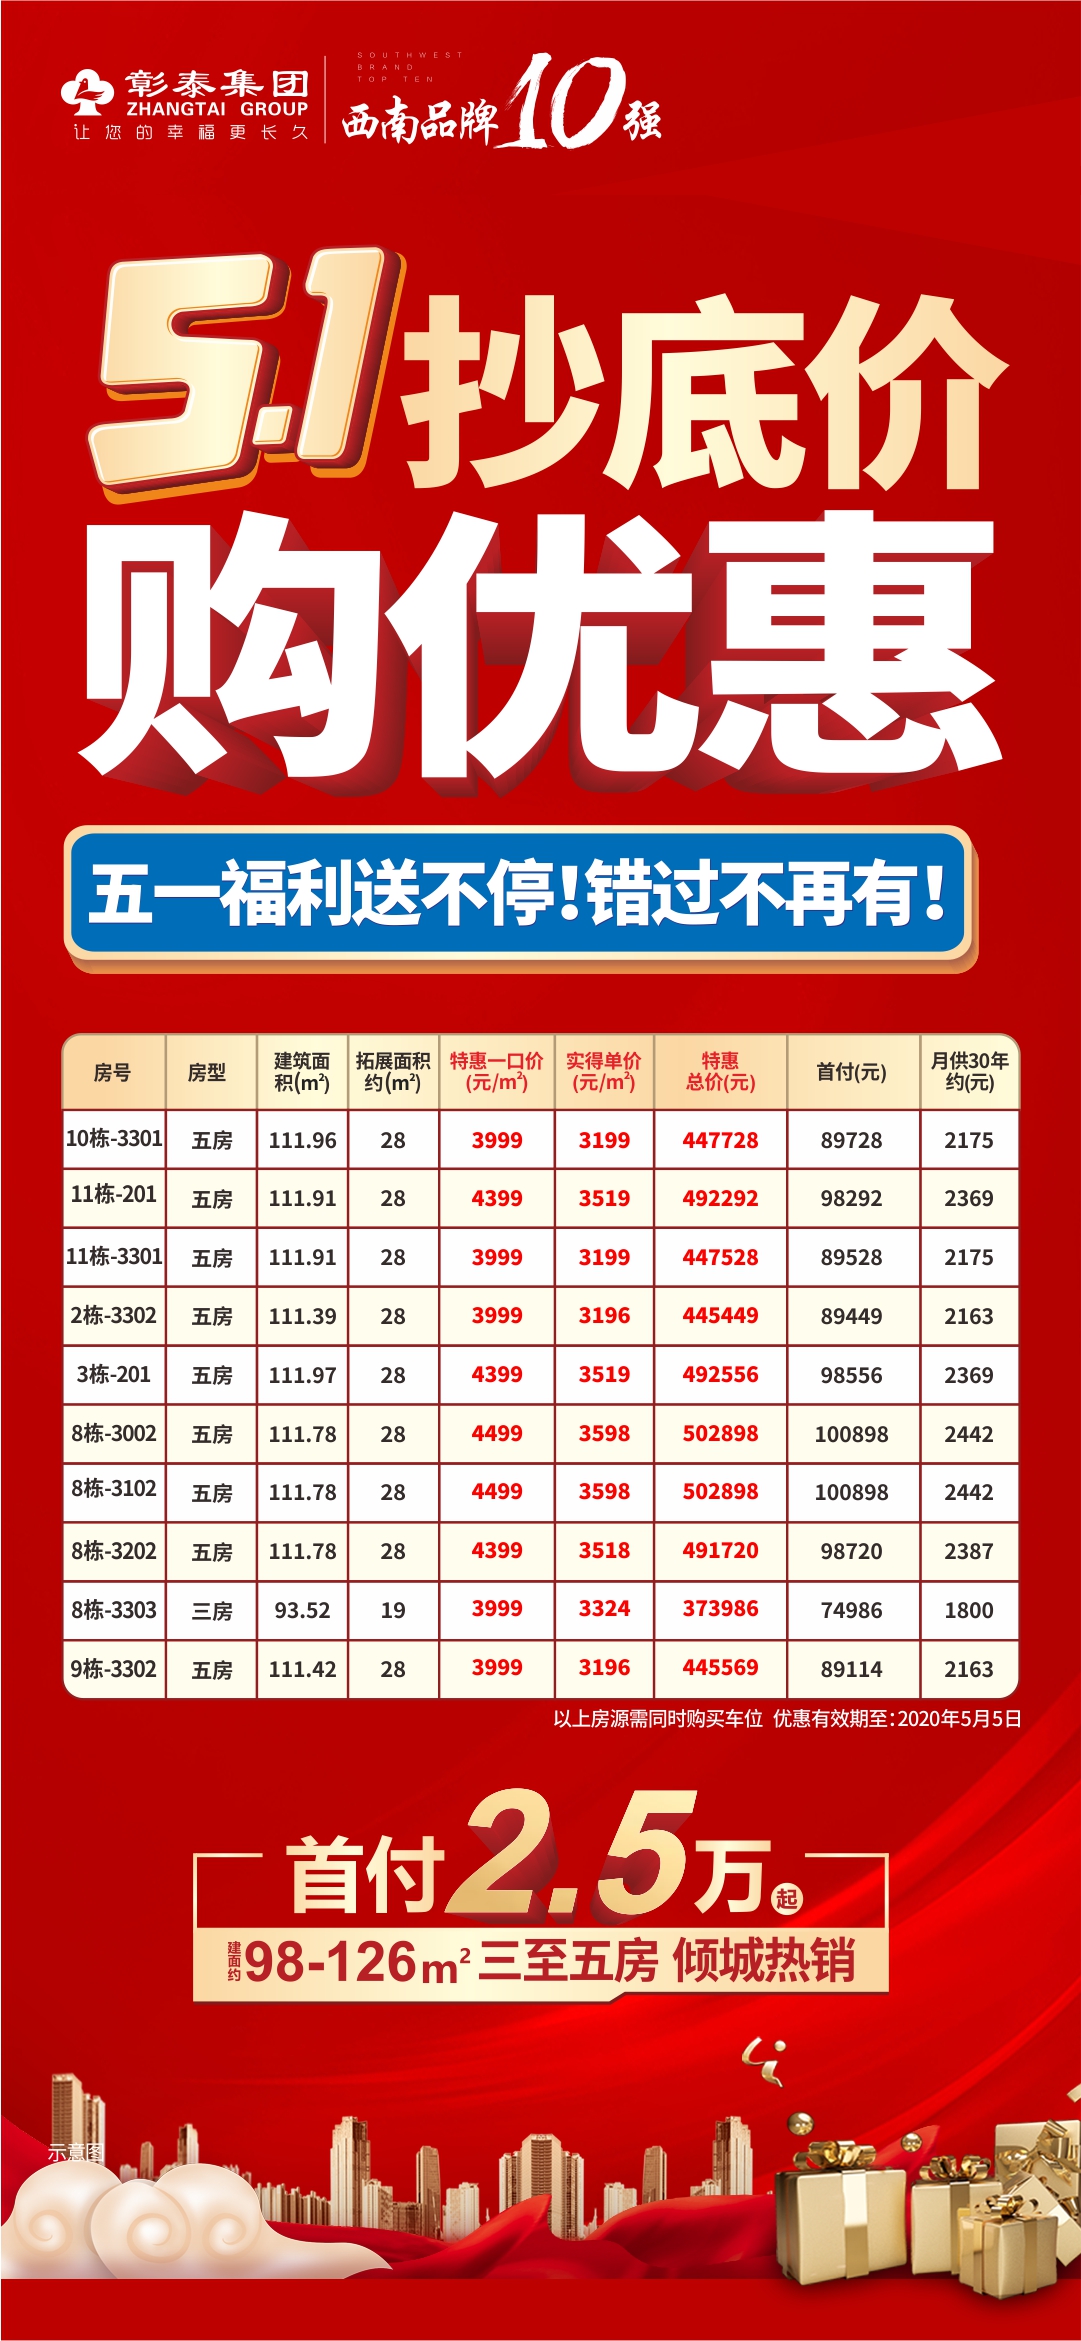 彰泰集团
ZHANGTAI GROUP
让您的幸福更长久
SOUTHWEST
BRAND
TOP TEN
西南品牌10强
5.1抄底价
购优惠
五一福利送不停!错过不再有!
房号 房型 建筑面积(m²) 拓展面积约(m²) 特惠一口价(元/m²) 实得单价(元/m²) 特惠总价(元) 首付(元) 月供30年约(元)
10栋-3301 五房 111.96 28 3999 3199 447728 89728 2175
11栋-201 五房 111.91 28 4399 3519 492292 98292 2369
11栋-3301 五房 111.91 28 3999 3199 447528 89528 2175
2栋-3302 五房 111.39 28 3999 3196 445449 89449 2163
3栋-201 五房 111.97 28 4399 3519 492556 98556 2369
8栋-3002 五房 111.78 28 4499 3598 502898 100898 2442
8栋-3102 五房 111.78 28 4499 3598 502898 100898 2442
8栋-3202 五房 111.78 28 4399 3518 491720 98720 2387
8栋-3303 三房 93.52 19 3999 3324 373986 74986 1800
9栋-3302 五房 111.42 28 3999 3196 445569 89114 2163
以上房源需同时购买车位 优惠有效期至:2020年5月5日
首付2.5万起
建面约98-126m²三至五房 倾城热销
示意图